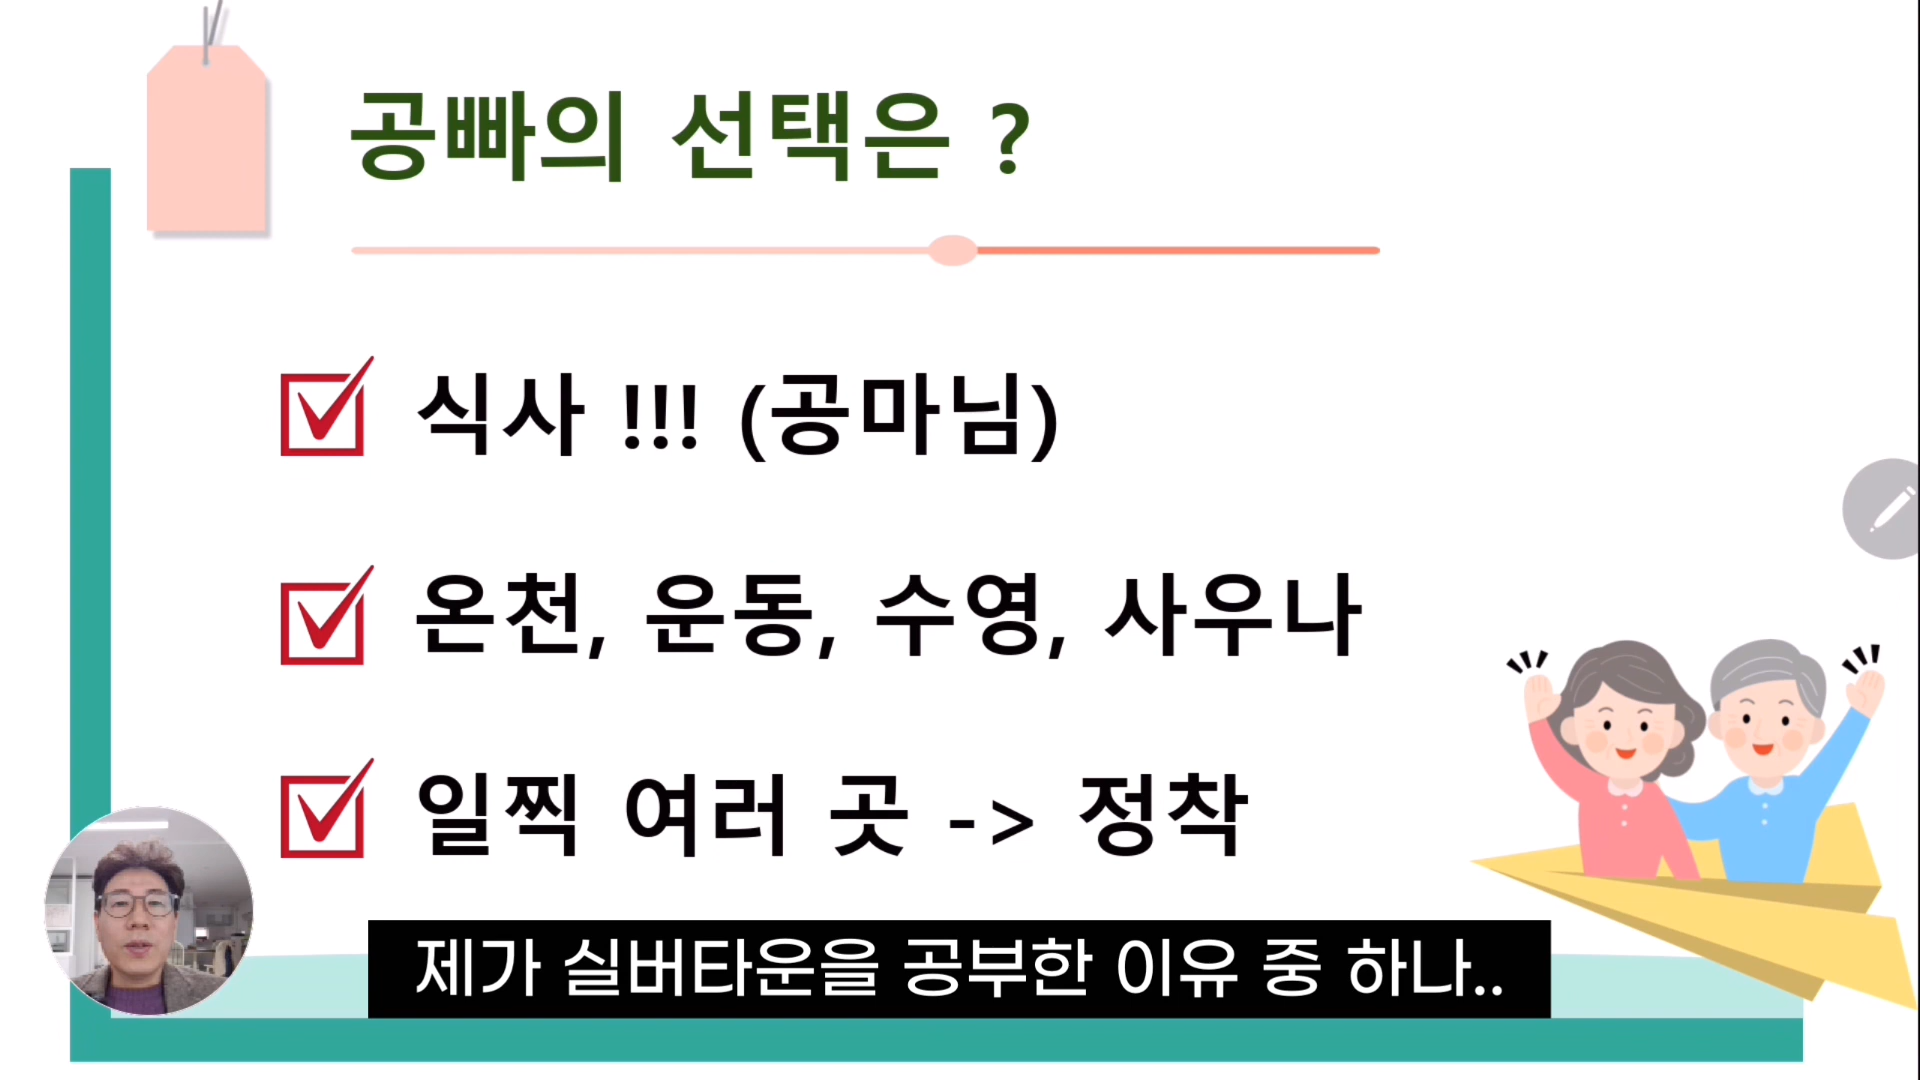 공빠의 선택은 ?
식사 !!! (공마님)
온천, 운동, 수영, 사우나
일찍 여러 곳 -> 정착
제가 실버타운을 공부한 이유 중 하나..